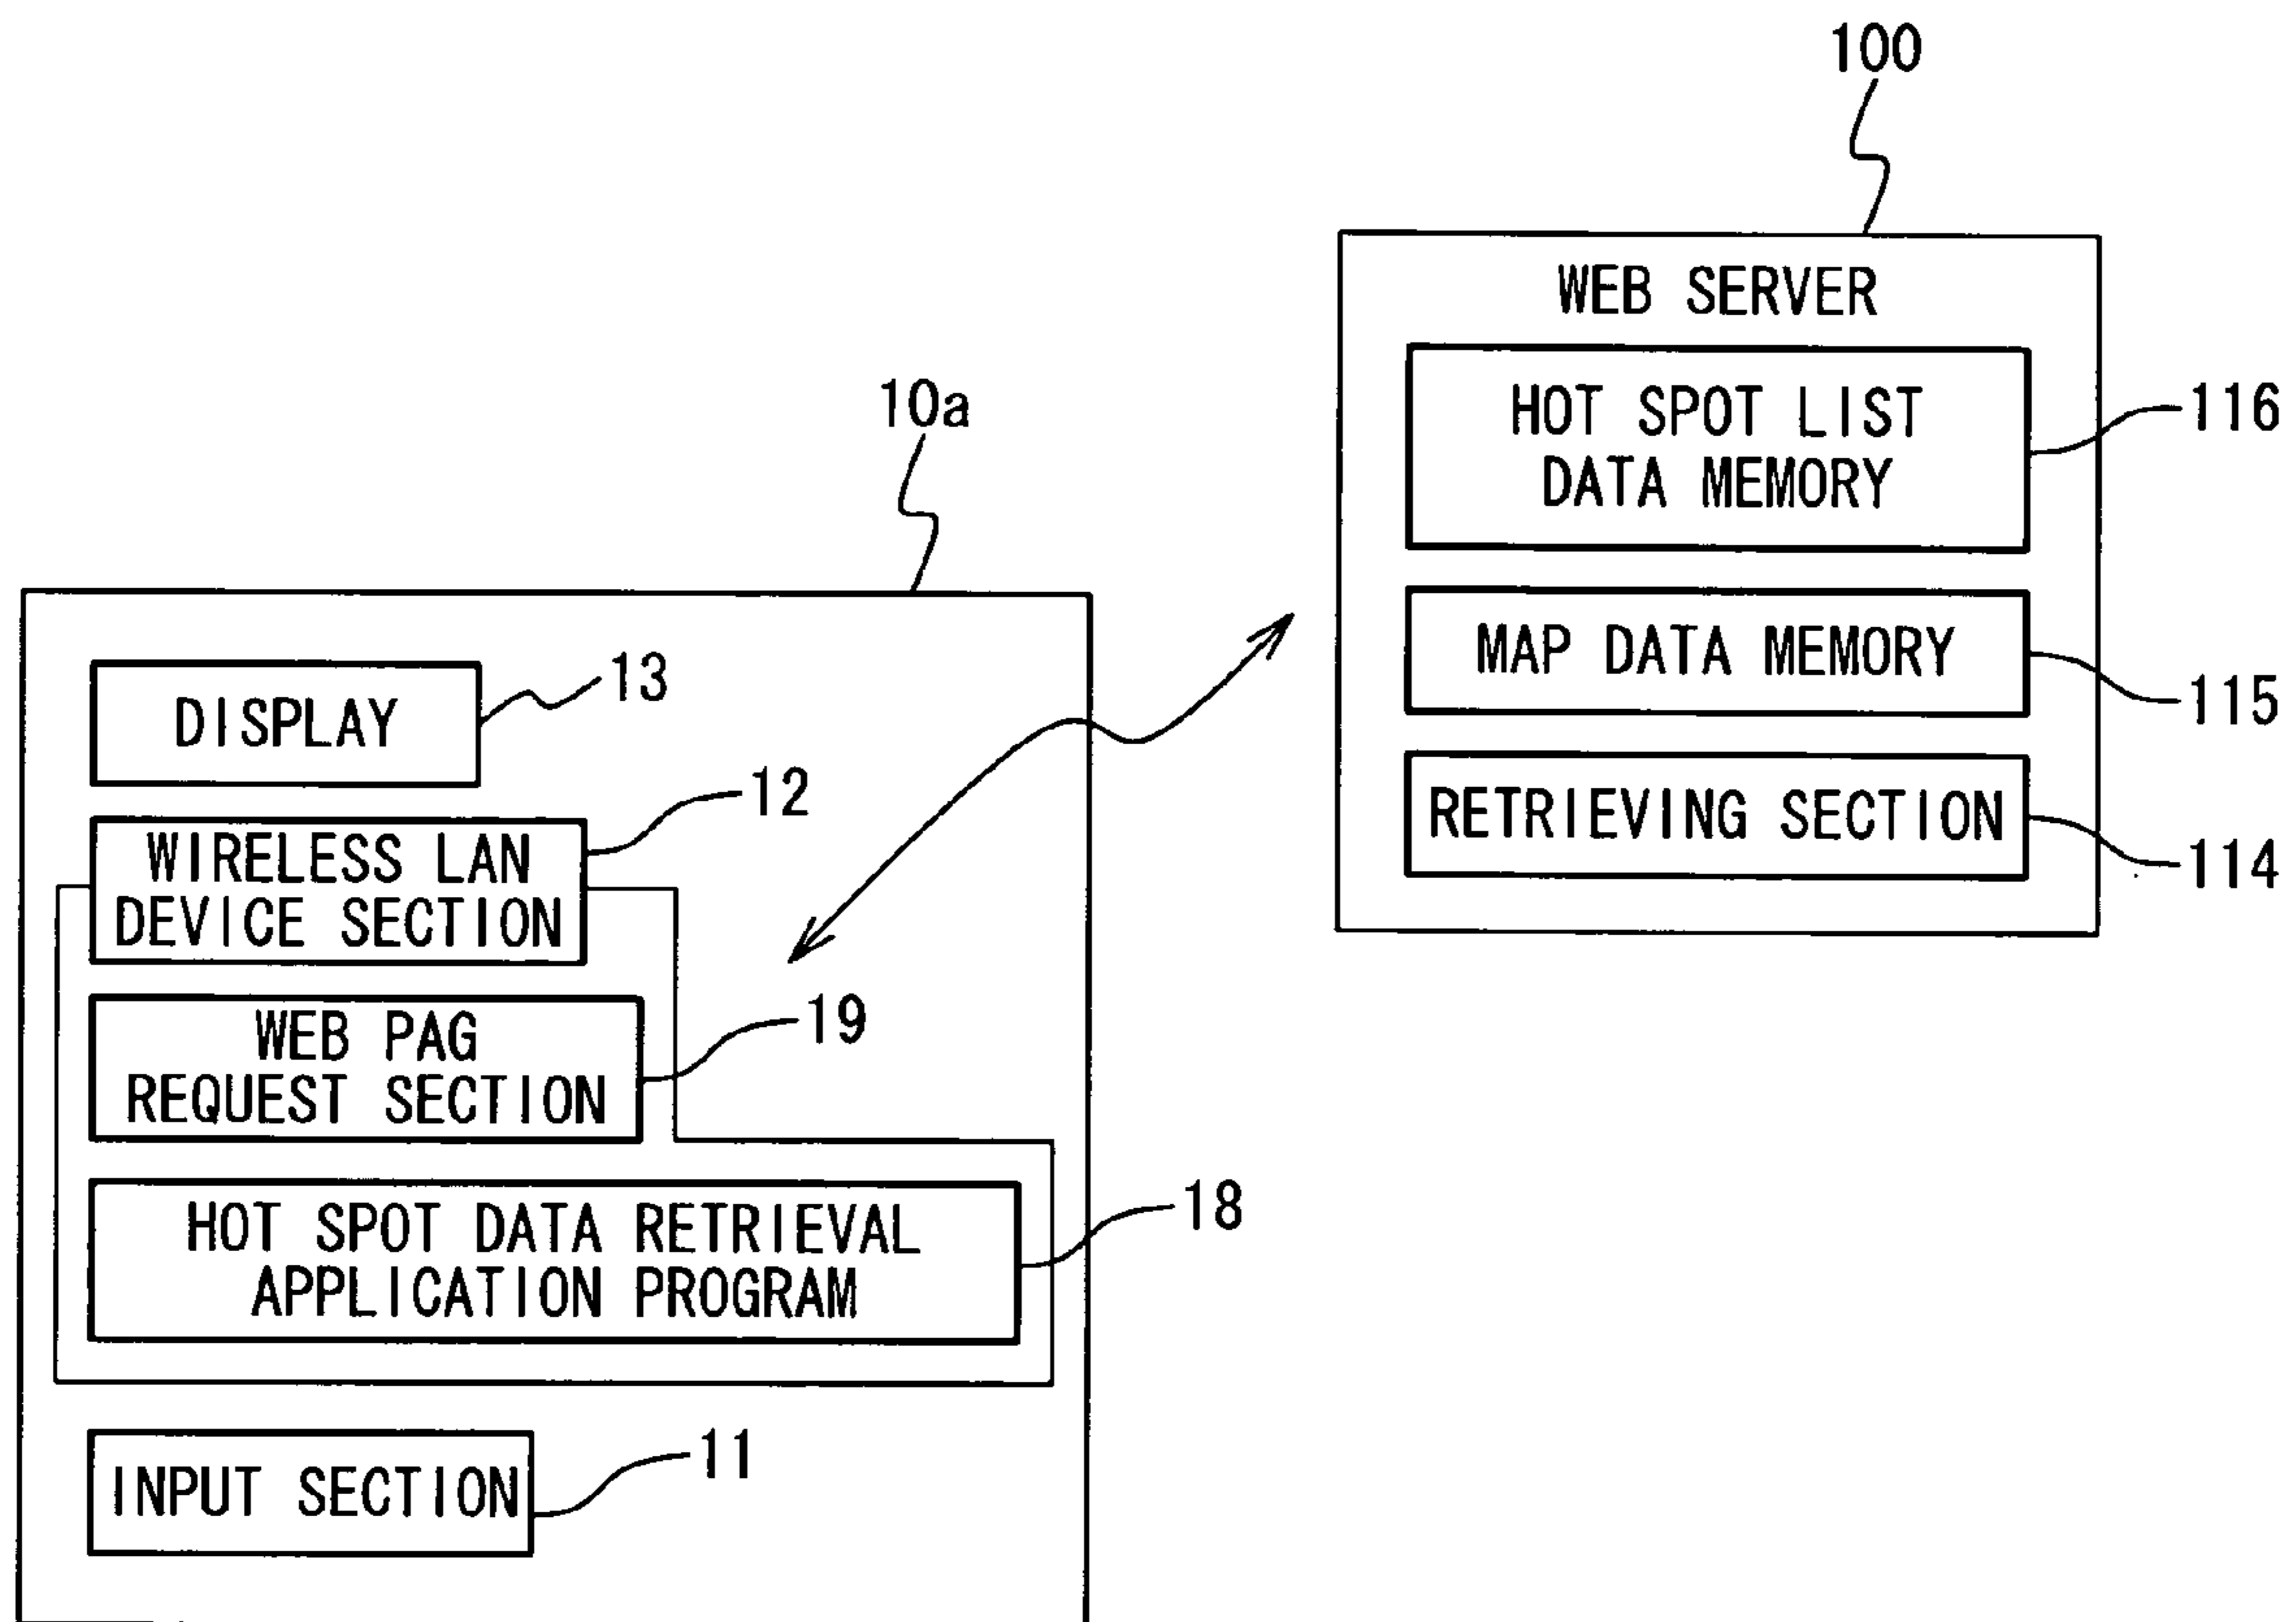 100
WEB SERVER
HOT SPOT LIST
DATA MEMORY
116
MAP DATA MEMORY
115
RETRIEVING SECTION
114
10a
DISPLAY
13
WIRELESS LAN
DEVICE SECTION
12
WEB PAG
REQUEST SECTION
19
HOT SPOT DATA RETRIEVAL
APPLICATION PROGRAM
18
INPUT SECTION
11